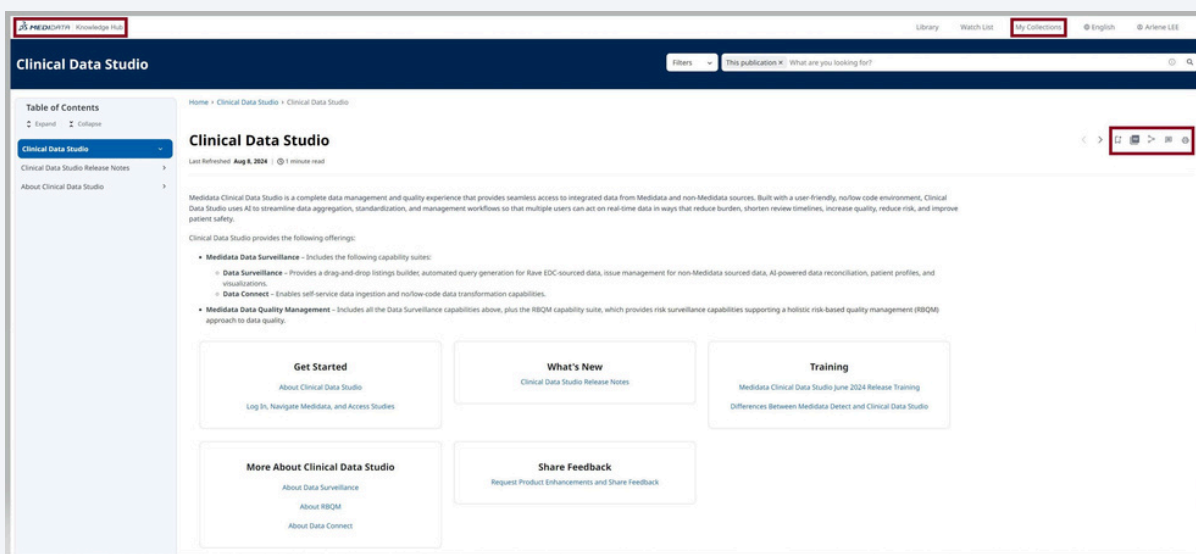 MEDIDATA Knowledge Hub
Library Watch List My Collections English Arlene LEE
Clinical Data Studio
Filters This publication × What are you looking for?
Table of Contents
Expand Collapse
Clinical Data Studio
Clinical Data Studio Release Notes
About Clinical Data Studio
Home > Clinical Data Studio > Clinical Data Studio
Clinical Data Studio
Last Refreshed Aug 8, 2024 | 1 minute read
Medidata Clinical Data Studio is a complete data management and quality experience that provides seamless access to integrated data from Medidata and non-Medidata sources. Built with a user-friendly, no/low code environment, Clinical
Data Studio uses AI to streamline data aggregation, standardization, and management workflows so that multiple users can act on real-time data in ways that reduce burden, shorten review timelines, increase quality, reduce risk, and improve
patient safety.
Clinical Data Studio provides the following offerings:
• Medidata Data Surveillance – Includes the following capability suites:
○ Data Surveillance – Provides a drag-and-drop listings builder, automated query generation for Rave EDC-sourced data, issue management for non-Medidata sourced data, AI-powered data reconciliation, patient profiles, and
visualizations.
○ Data Connect – Enables self-service data ingestion and no/low-code data transformation capabilities.
• Medidata Data Quality Management – Includes all the Data Surveillance capabilities above, plus the RBQM capability suite, which provides risk surveillance capabilities supporting a holistic risk-based quality management (RBQM)
approach to data quality.
Get Started
About Clinical Data Studio
Log In, Navigate Medidata, and Access Studies
What's New
Clinical Data Studio Release Notes
Training
Medidata Clinical Data Studio June 2024 Release Training
Differences Between Medidata Detect and Clinical Data Studio
More About Clinical Data Studio
About Data Surveillance
About RBQM
About Data Connect
Share Feedback
Request Product Enhancements and Share Feedback